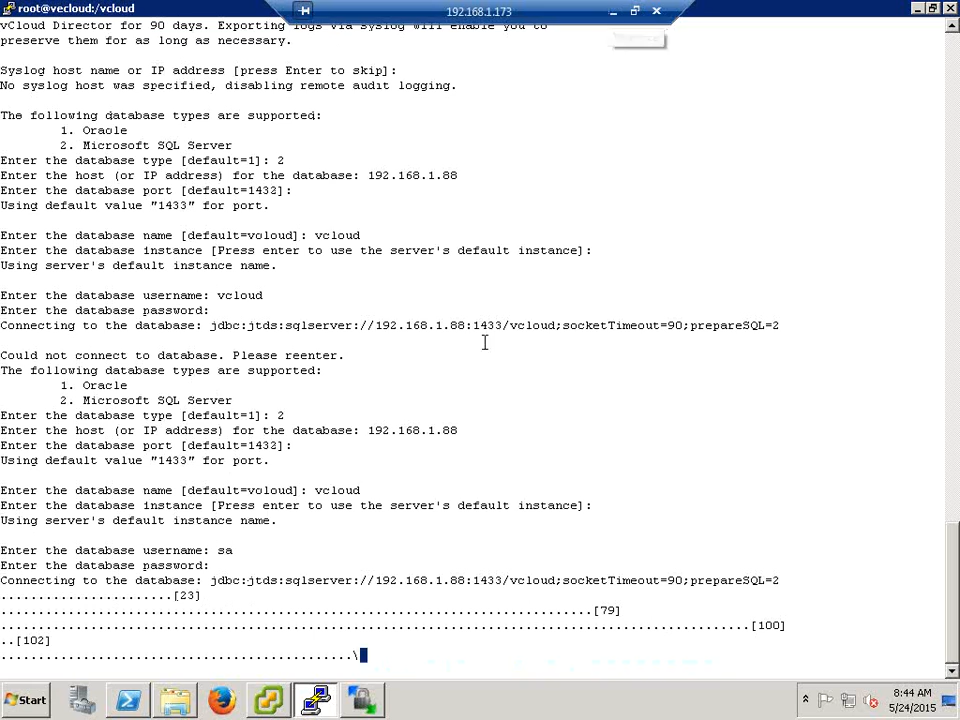 root@vecloud:/vcloud
192.168.1.173
vCloud Director for 90 days. Exporting logs via syslog will enable you to
preserve them for as long as necessary.
Syslog host name or IP address [press Enter to skip]:
No syslog host was specified, disabling remote audit logging.
The following database types are supported:
1. Oracle
2. Microsoft SQL Server
Enter the database type [default=1]: 2
Enter the host (or IP address) for the database: 192.168.1.88
Enter the database port [default=1432]:
Using default value "1433" for port.
Enter the database name [default=vcloud]: vcloud
Enter the database instance [Press enter to use the server's default instance]:
Using server's default instance name.
Enter the database username: vcloud
Enter the database password:
Connecting to the database: jdbc:jtds:sqlserver://192.168.1.88:1433/vcloud;socketTimeout=90;prepareSQL=2
Could not connect to database. Please reenter.
The following database types are supported:
1. Oracle
2. Microsoft SQL Server
Enter the database type [default=1]: 2
Enter the host (or IP address) for the database: 192.168.1.88
Enter the database port [default=1432]:
Using default value "1433" for port.
Enter the database name [default=vcloud]: vcloud
Enter the database instance [Press enter to use the server's default instance]:
Using server's default instance name.
Enter the database username: sa
Enter the database password:
Connecting to the database: jdbc:jtds:sqlserver://192.168.1.88:1433/vcloud;socketTimeout=90;prepareSQL=2
.......................[23]
...............................................................................[79]
....................................................................................................[100]
..[102]
...............................................\
Start
8:44 AM
5/24/2015